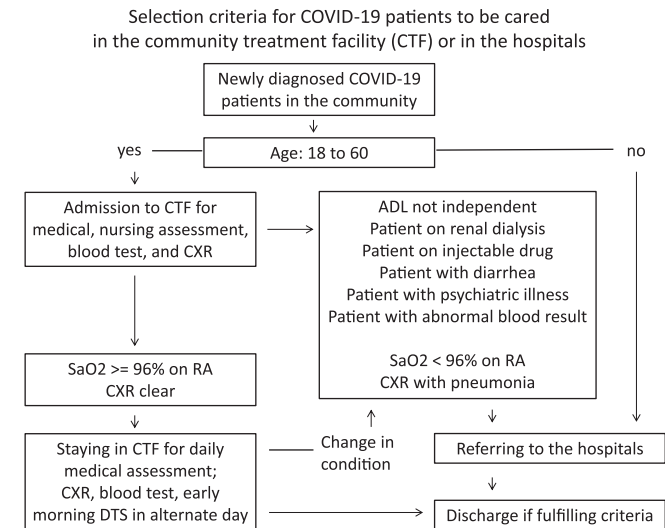 Selection criteria for COVID-19 patients to be cared
in the community treatment facility (CTF) or in the hospitals
Newly diagnosed COVID-19
patients in the community
yes
Age: 18 to 60
no
Admission to CTF for
medical, nursing assessment,
blood test, and CXR
ADL not independent
Patient on renal dialysis
Patient on injectable drug
Patient with diarrhea
Patient with psychiatric illness
Patient with abnormal blood result
SaO2 < 96% on RA
CXR with pneumonia
SaO2 >= 96% on RA
CXR clear
Staying in CTF for daily
medical assessment;
CXR, blood test, early
morning DTS in alternate day
Change in
condition
Referring to the hospitals
Discharge if fulfilling criteria